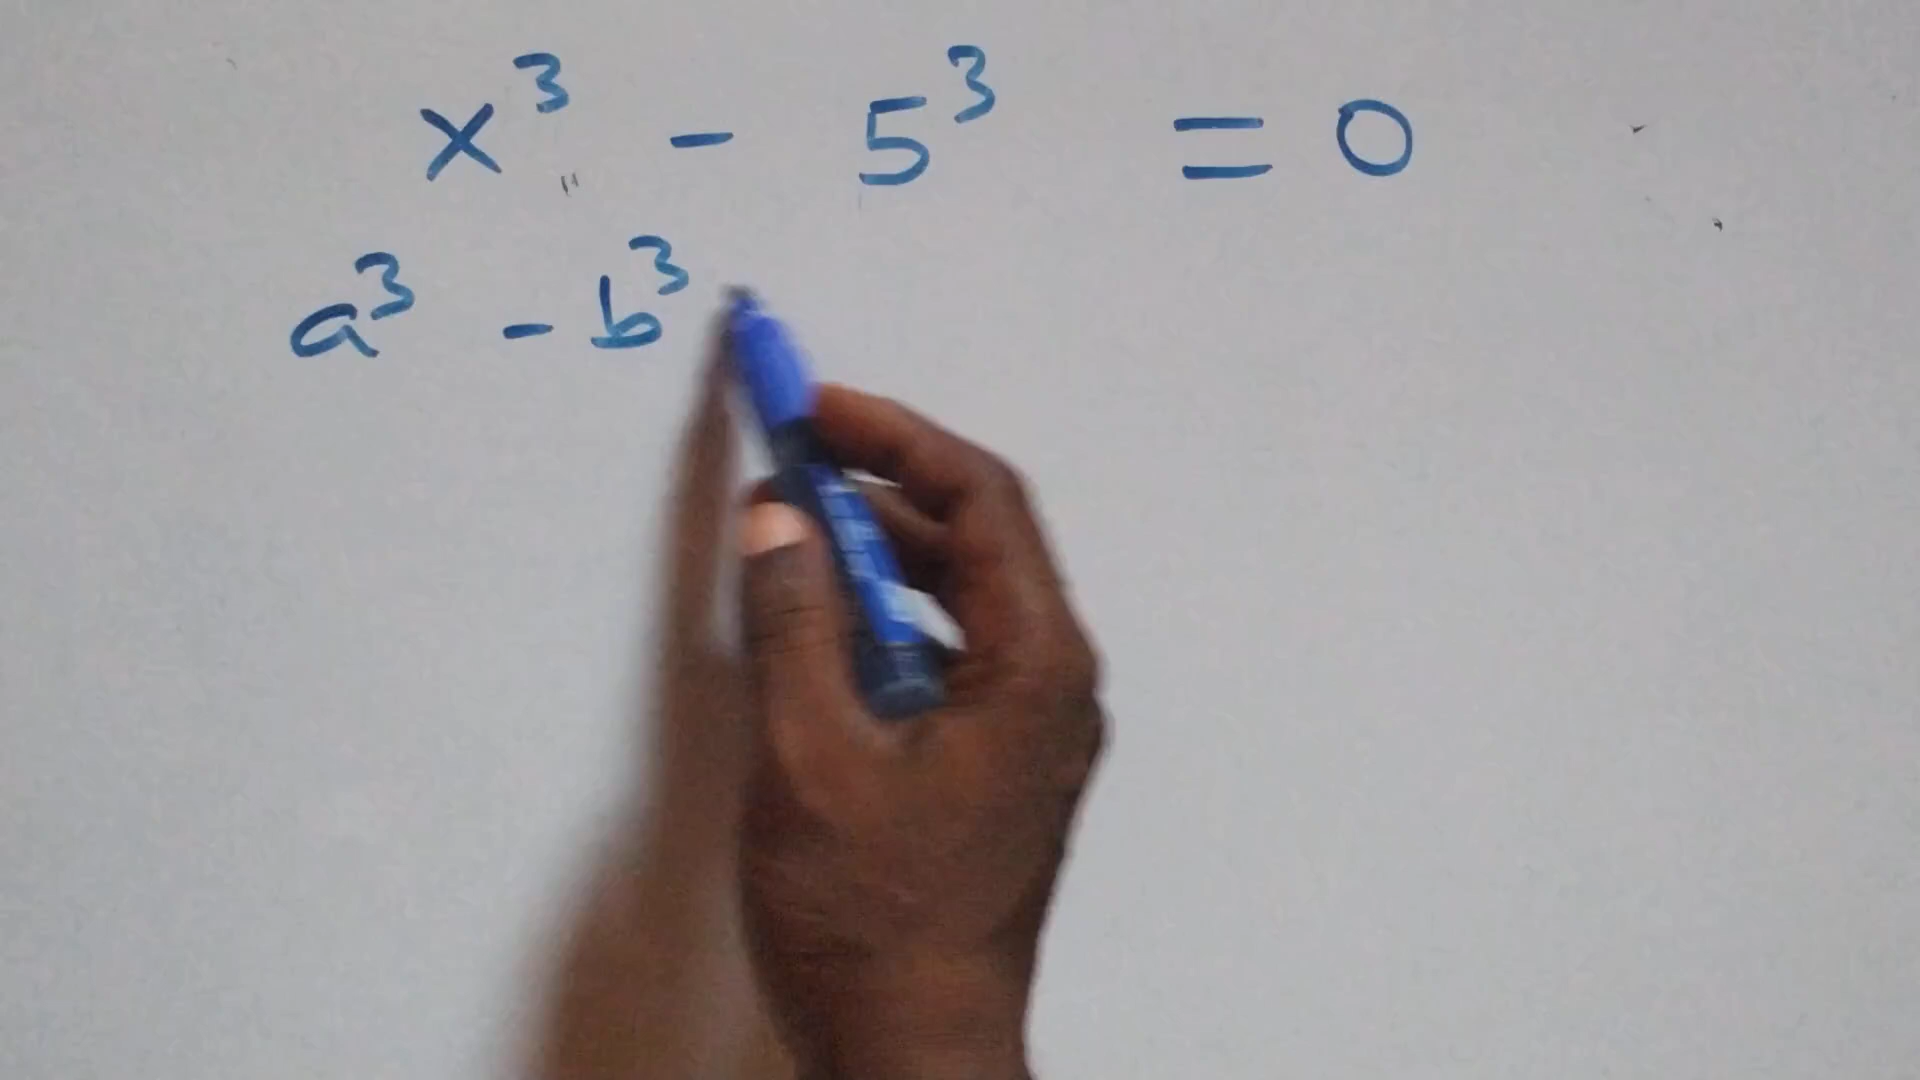 x³ - 5³ = 0
a³ - b³